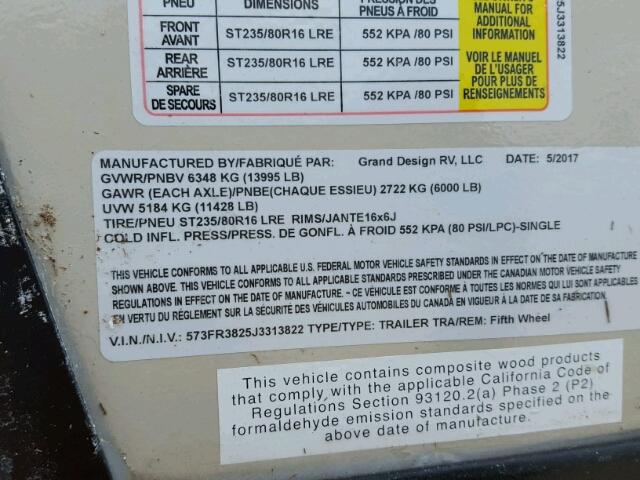 PNEU DIMENSIONS PRESSION DES
PNEUS À FROID
FRONT
AVANT ST235/80R16 LRE 552 KPA /80 PSI
REAR
ARRIÈRE ST235/80R16 LRE 552 KPA /80 PSI
SPARE
DE SECOURS ST235/80R16 LRE 552 KPA /80 PSI
MANUAL FOR
ADDITIONAL
INFORMATION
VOIR LE MANUEL
DE L'USAGER
POUR PLUS DE
RENSEIGNEMENTS
5J3313822
MANUFACTURED BY/FABRIQUÉ PAR: Grand Design RV, LLC DATE: 5/2017
GVWR/PNBV 6348 KG (13995 LB)
GAWR (EACH AXLE)/PNBE(CHAQUE ESSIEU) 2722 KG (6000 LB)
UVW 5184 KG (11428 LB)
TIRE/PNEU ST235/80R16 LRE RIMS/JANTE16x6J
COLD INFL. PRESS/PRESS. DE GONFL. À FROID 552 KPA (80 PSI/LPC)-SINGLE
THIS VEHICLE CONFORMS TO ALL APPLICABLE U.S. FEDERAL MOTOR VEHICLE SAFETY STANDARDS IN EFFECT ON THE DATE OF MANUFACTURE
SHOWN ABOVE. THIS VEHICLE CONFORMS TO ALL APPLICABLE STANDARDS PRESCRIBED UNDER THE CANADIAN MOTOR VEHICLE SAFETY
REGULATIONS IN EFFECT ON THE DATE OF MANUFACTURE. - CE VÉHICULE EST CONFORME À TOUTES LES NORMES QUI LUI SONT APPLICABLES
EN VERTU DU RÈGLEMENT SUR LA SÉCURITÉ DES VÉHICULES AUTOMOBILES DU CANADA EN VIGUEUR À LA DATE DE SA FABRICATION.
V.I.N./N.I.V.: 573FR3825J3313822 TYPE/TYPE: TRAILER TRA/REM: Fifth Wheel
This vehicle contains composite wood products
that comply with the applicable California Code of
Regulations Section 93120.2(a) Phase 2 (P2)
formaldehyde emission standards specified on the
above date of manufacture.